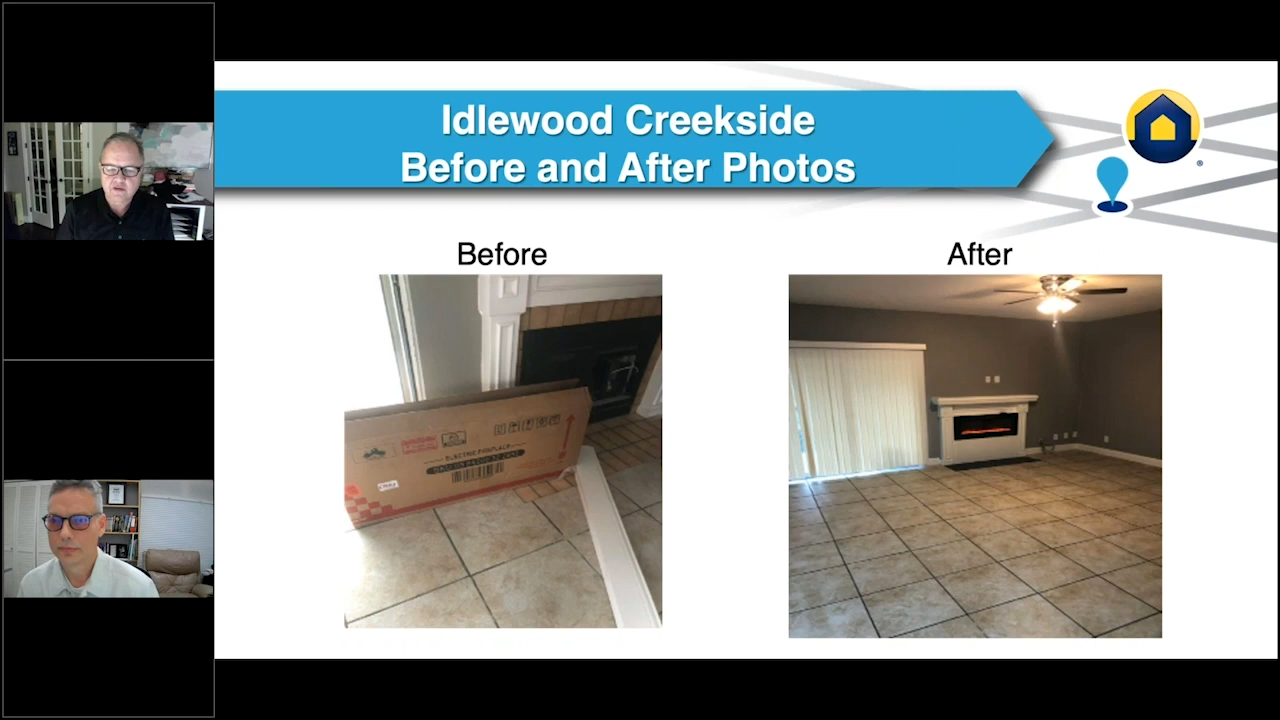 Idlewood Creekside
Before and After Photos
®
Before
After
ELECTRIC FIREPLACE